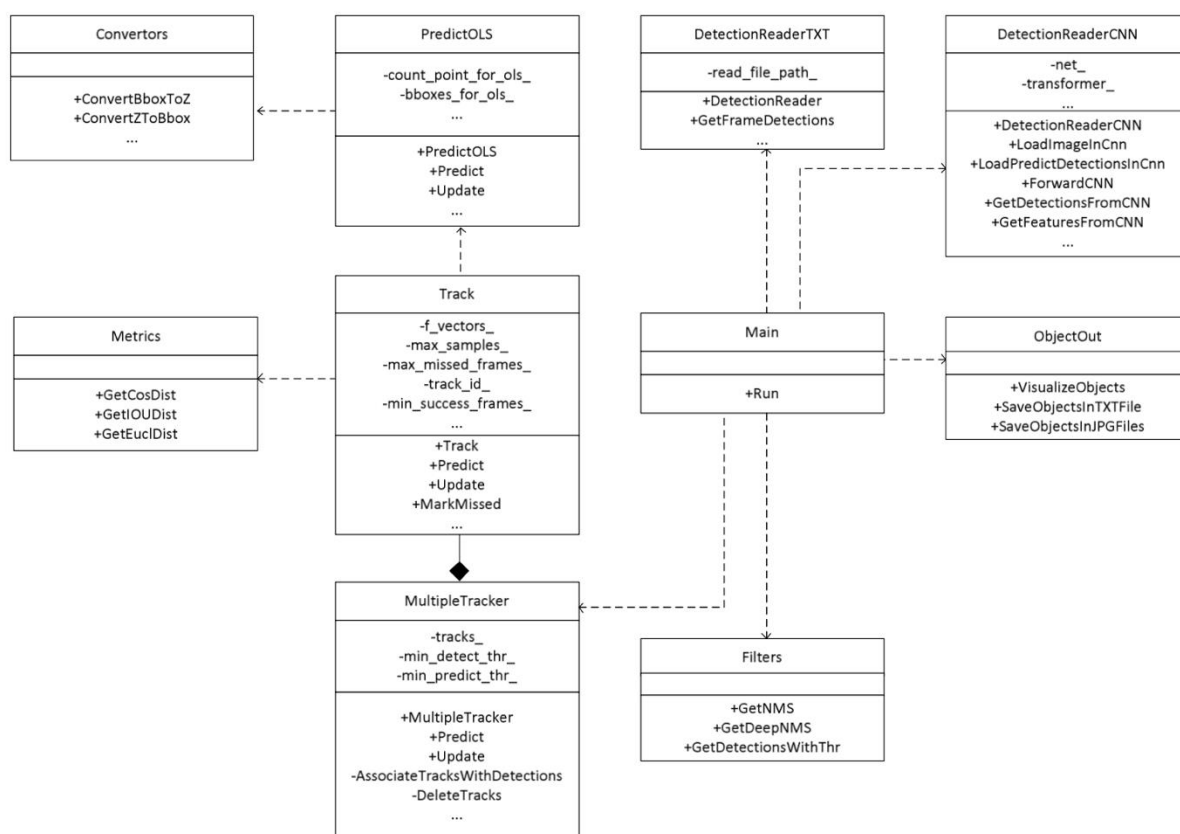 Convertors
+ConvertBboxToZ
+ConvertZToBbox
...
PredictOLS
-count_point_for_ols_
-bboxes_for_ols_
...
+PredictOLS
+Predict
+Update
...
DetectionReaderTXT
-read_file_path_
+DetectionReader
+GetFrameDetections
...
DetectionReaderCNN
-net_
-transformer_
...
+DetectionReaderCNN
+LoadImageInCnn
+LoadPredictDetectionsInCnn
+ForwardCNN
+GetDetectionsFromCNN
+GetFeaturesFromCNN
...
Metrics
+GetCosDist
+GetIOUDist
+GetEuclDist
Track
-f_vectors_
-max_samples_
-max_missed_frames_
-track_id_
-min_success_frames_
...
+Track
+Predict
+Update
+MarkMissed
...
Main
+Run
ObjectOut
+VisualizeObjects
+SaveObjectsInTXTFile
+SaveObjectsInJPGFiles
MultipleTracker
-tracks_
-min_detect_thr_
-min_predict_thr_
+MultipleTracker
+Predict
+Update
-AssociateTracksWithDetections
-DeleteTracks
...
Filters
+GetNMS
+GetDeepNMS
+GetDetectionsWithThr